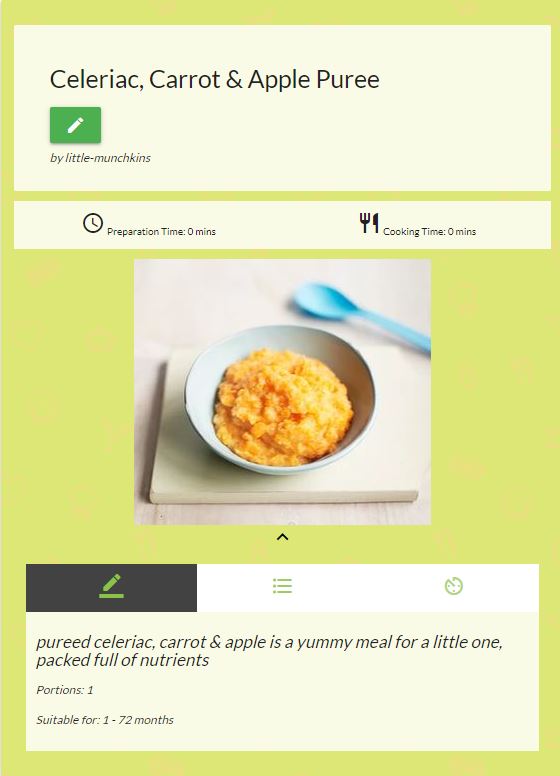 Celeriac, Carrot & Apple Puree
by little-munchkins
Preparation Time: 0 mins
Cooking Time: 0 mins
pureed celeriac, carrot & apple is a yummy meal for a little one,
packed full of nutrients
Portions: 1
Suitable for: 1 - 72 months